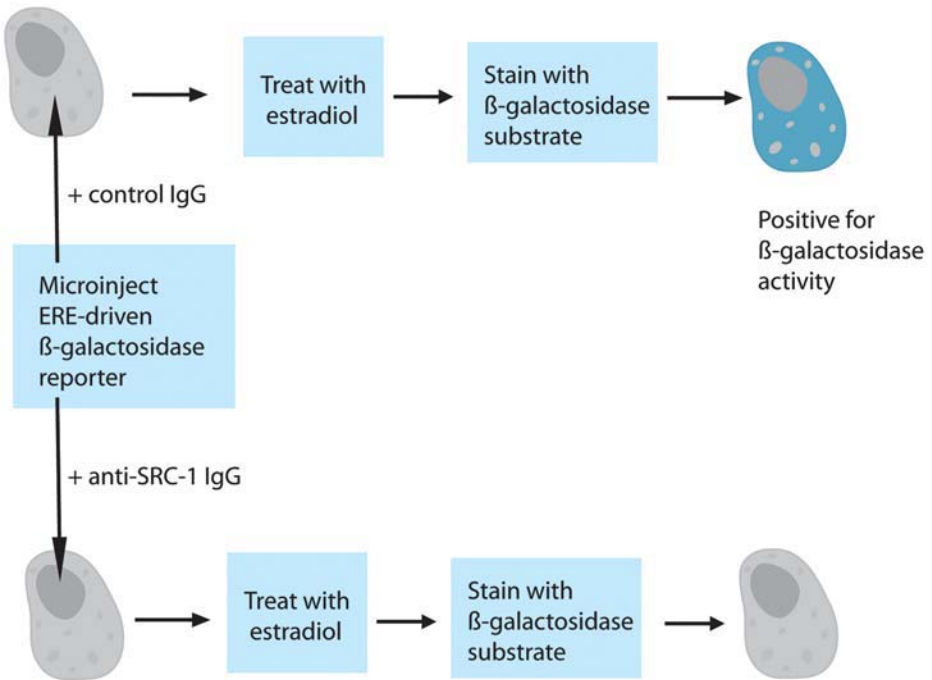 Treat with
estradiol
Stain with
ß-galactosidase
substrate
+ control IgG
Positive for
ß-galactosidase
activity
Microinject
ERE-driven
ß-galactosidase
reporter
+ anti-SRC-1 IgG
Treat with
estradiol
Stain with
ß-galactosidase
substrate